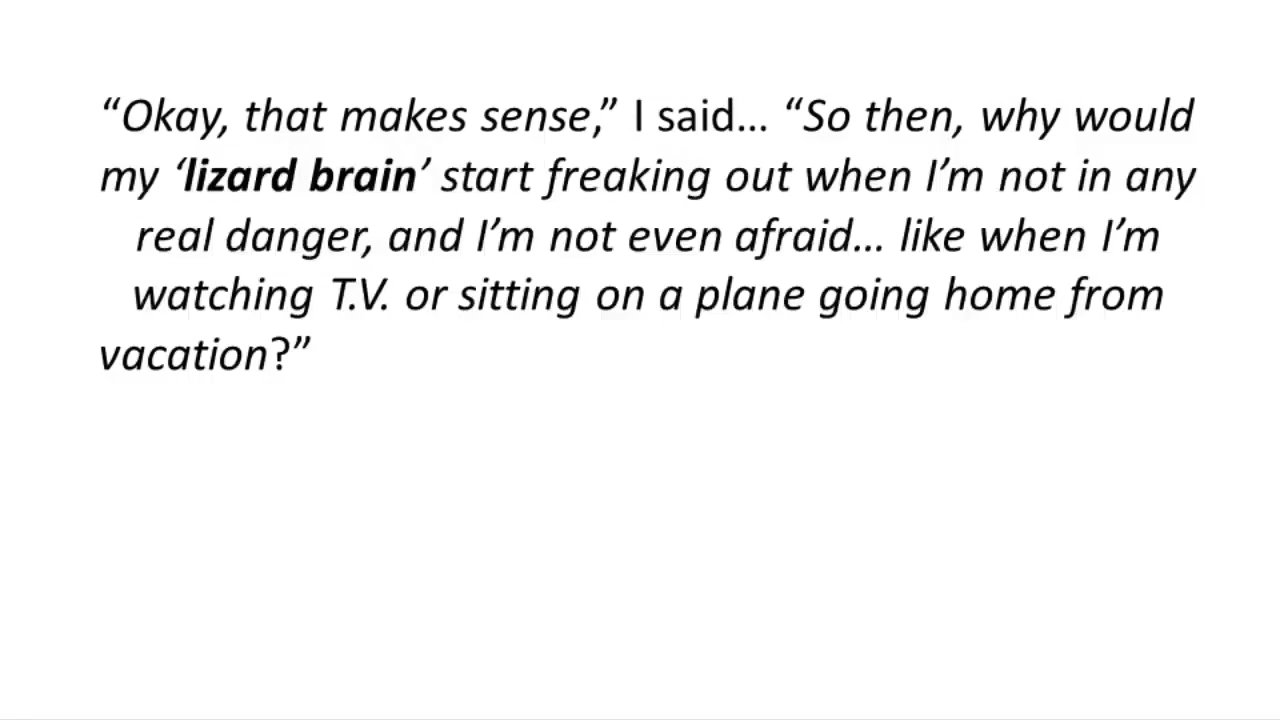 “Okay, that makes sense,” I said… “So then, why would
my ‘lizard brain’ start freaking out when I’m not in any
real danger, and I’m not even afraid… like when I’m
watching T.V. or sitting on a plane going home from
vacation?”